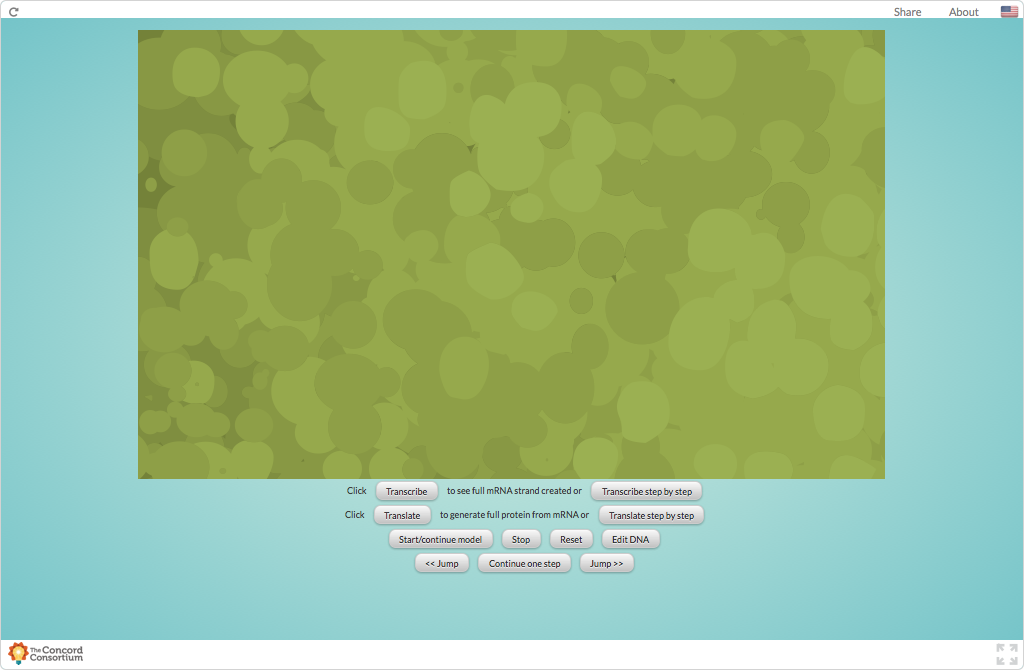 Share About
Click Transcribe to see full mRNA strand created or Transcribe step by step
Click Translate to generate full protein from mRNA or Translate step by step
Start/continue model Stop Reset Edit DNA
<< Jump Continue one step Jump >>
The Concord
Consortium